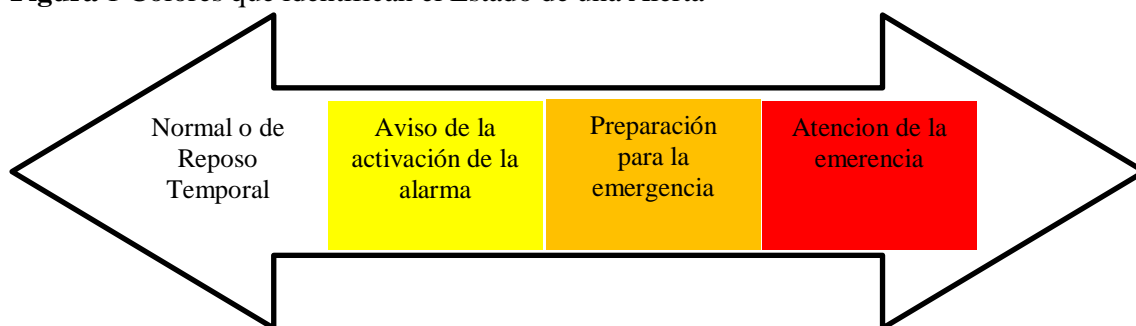 Figura 1 Colores que identifican el Estado de una Alerta
Normal o de
Reposo
Temporal
Aviso de la
activación de la
alarma
Preparación
para la
emergencia
Atencion de la
emerencia